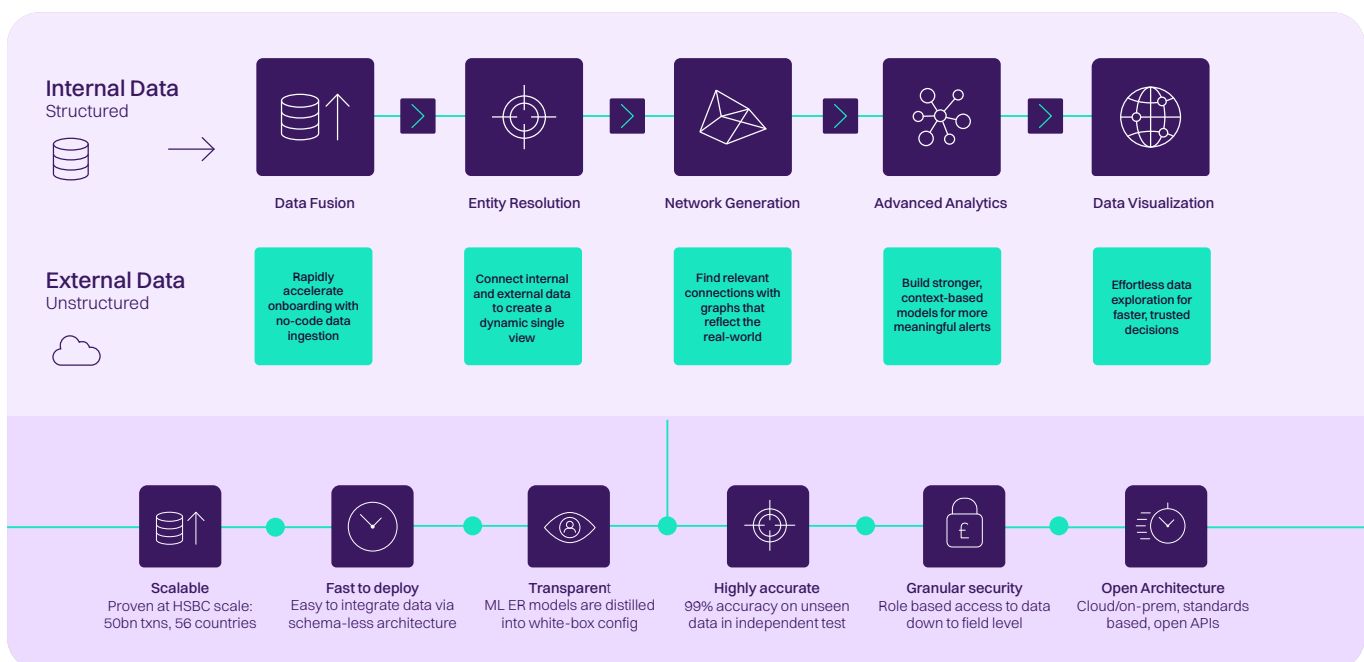 Internal Data
Structured
Data Fusion
Entity Resolution
Network Generation
Advanced Analytics
Data Visualization
External Data
Unstructured
Rapidly
accelerate
onboarding with
no-code data
ingestion
Connect internal
and external data
to create a
dynamic single
view
Find relevant
connections with
graphs that
reflect the
real-world
Build stronger,
context-based
models for more
meaningful alerts
Effortless data
exploration for
faster, trusted
decisions
£
Scalable
Proven at HSBC scale:
50bn txns, 56 countries
Fast to deploy
Easy to integrate data via
schema-less architecture
Transparent
ML ER models are distilled
into white-box config
Highly accurate
99% accuracy on unseen
data in independent test
Granular security
Role based access to data
down to field level
Open Architecture
Cloud/on-prem, standards
based, open APIs